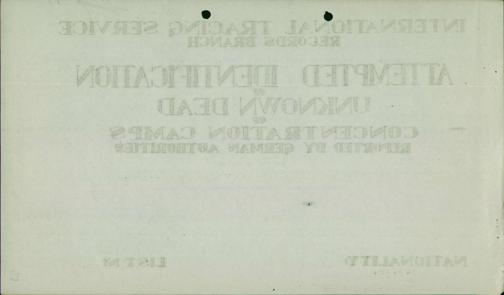 INTERNATIONAL TRACING SERVICE
RECORDS BRANCH
ATTEMPTED IDENTIFICATION
OF
UNKNOWN DEAD
OF
CONCENTRATION CAMPS
REPORTED BY GERMAN AUTHORITIES
NATIONALITY
LIST Nº